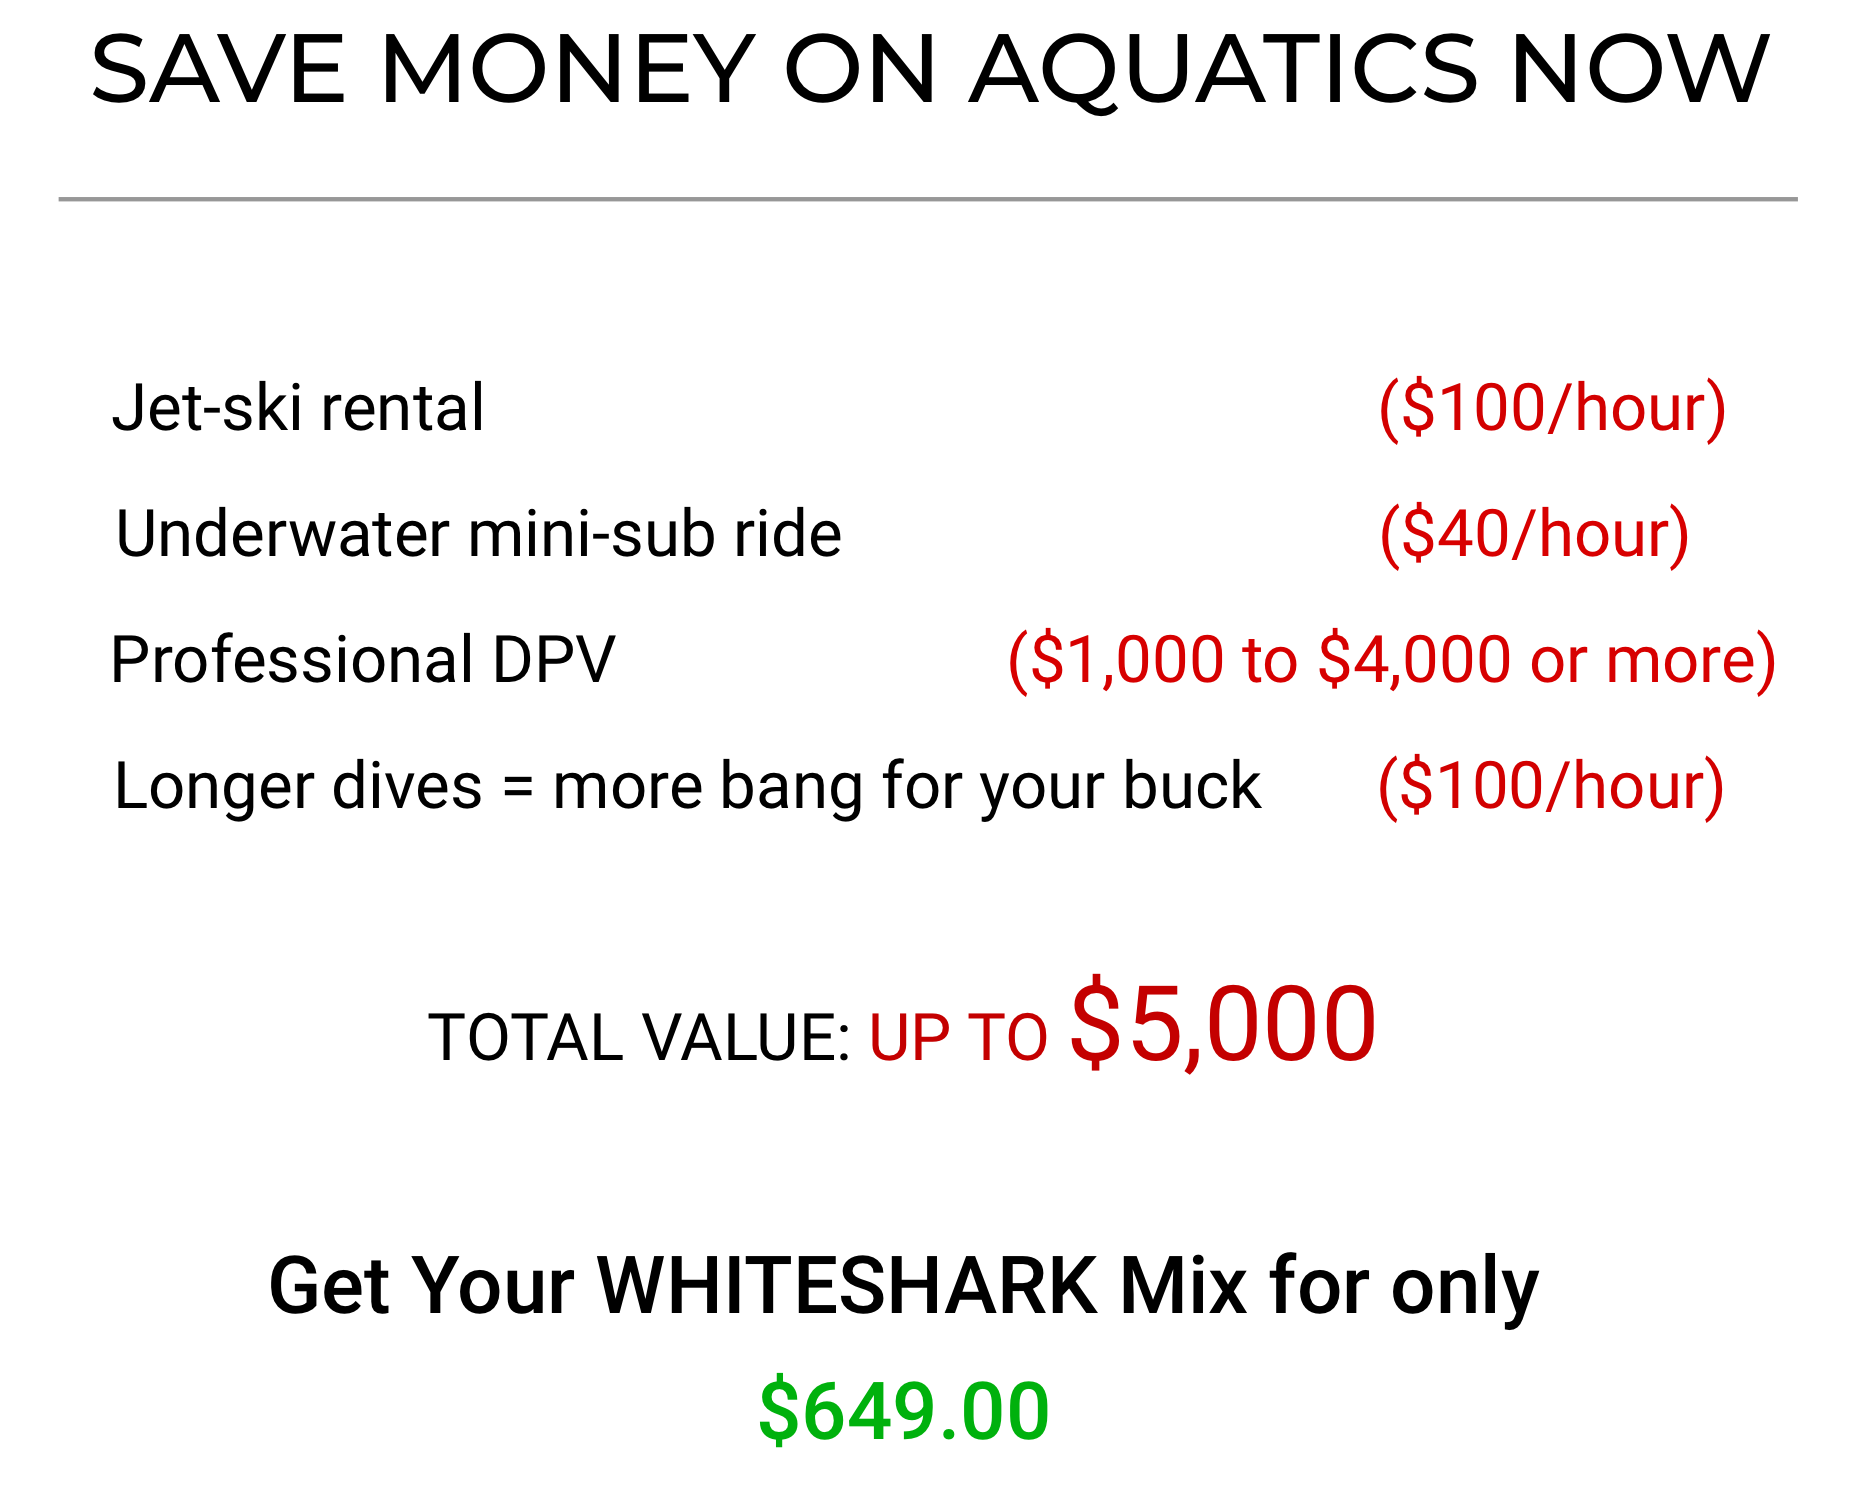 SAVE MONEY ON AQUATICS NOW
Jet-ski rental ($100/hour)
Underwater mini-sub ride ($40/hour)
Professional DPV ($1,000 to $4,000 or more)
Longer dives = more bang for your buck ($100/hour)
TOTAL VALUE: UP TO $5,000
Get Your WHITESHARK Mix for only
$649.00